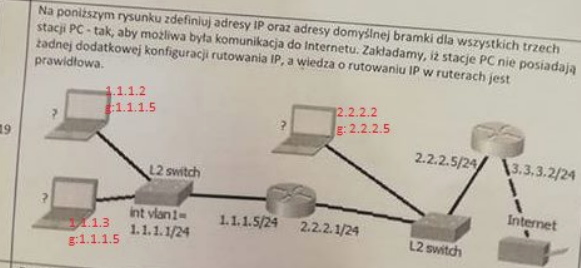 Na poniższym rysunku zdefiniuj adresy IP oraz adresy domyślnej bramki dla wszystkich trzech
stacji PC - tak, aby możliwa była komunikacja do Internetu. Zakładamy, iż stacje PC nie posiadają
żadnej dodatkowej konfiguracji rutowania IP, a wiedza o rutowaniu IP w ruterach jest
prawidłowa.
19
1.1.1.2
g:1.1.1.5
?
2.2.2.2
g: 2.2.2.5
?
L2 switch
2.2.2.5/24
3.3.3.2/24
?
1.1.1.3
g:1.1.1.5
int vlan1=
1.1.1.1/24
1.1.1.5/24
2.2.2.1/24
L2 switch
Internet